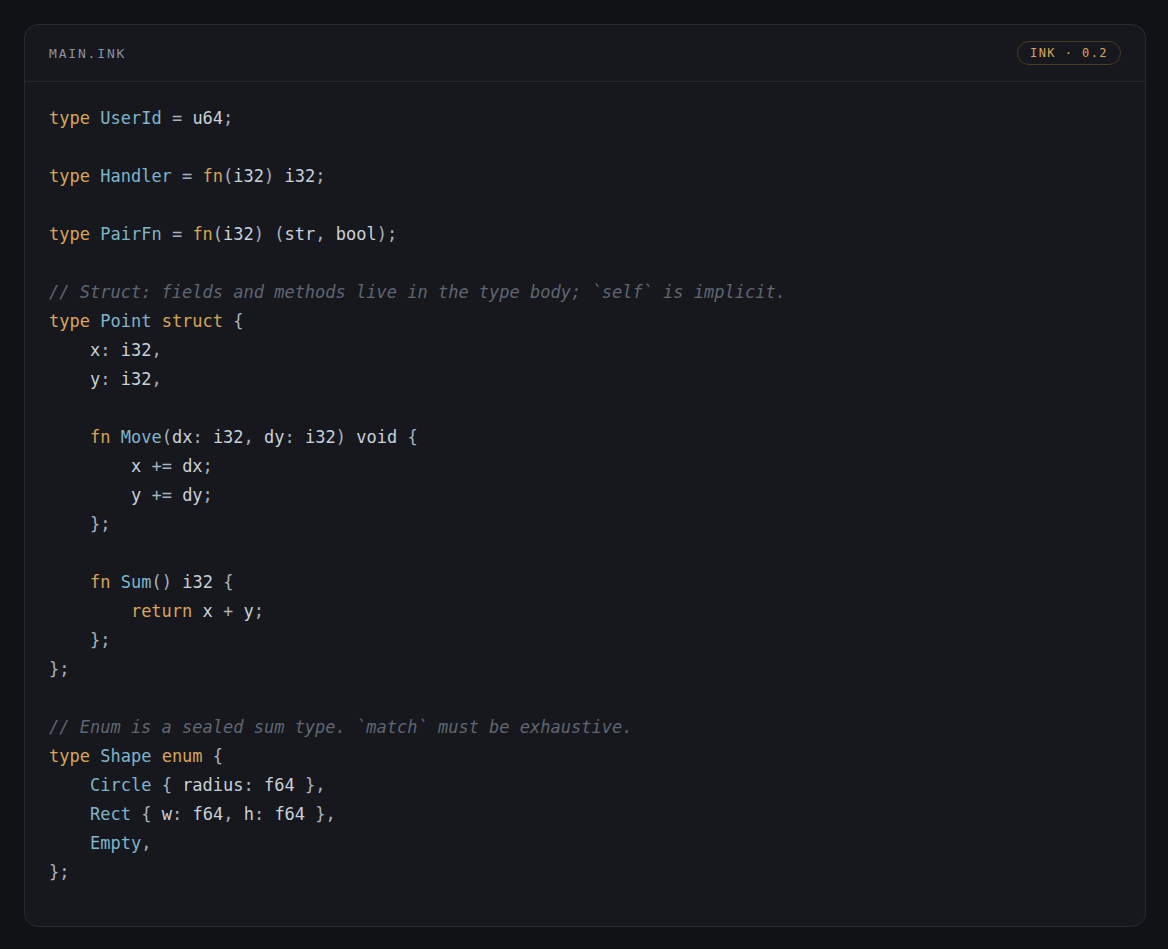 MAIN.INK
INK · 0.2
type UserId = u64;
type Handler = fn(i32) i32;
type PairFn = fn(i32) (str, bool);
// Struct: fields and methods live in the type body; `self` is implicit.
type Point struct {
    x: i32,
    y: i32,
    fn Move(dx: i32, dy: i32) void {
        x += dx;
        y += dy;
    };
    fn Sum() i32 {
        return x + y;
    };
};
// Enum is a sealed sum type. `match` must be exhaustive.
type Shape enum {
    Circle { radius: f64 },
    Rect { w: f64, h: f64 },
    Empty,
};